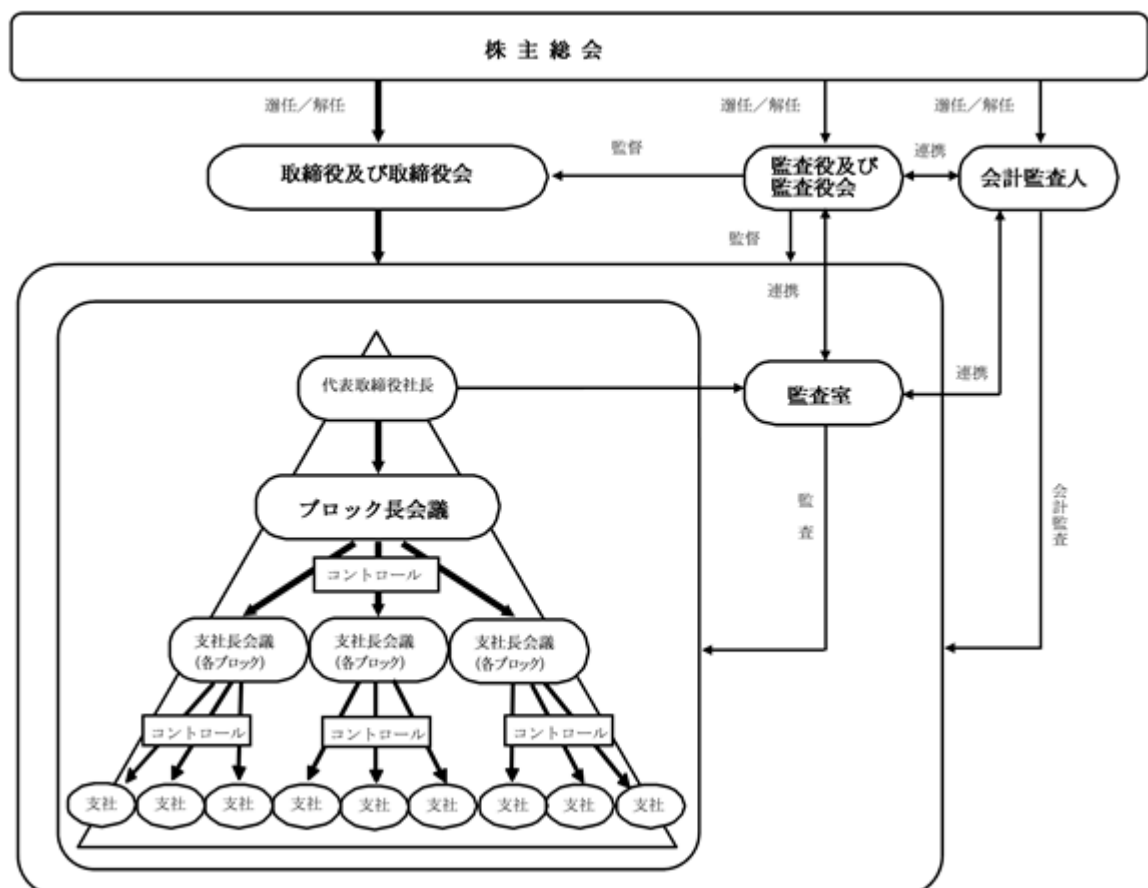 株主総会
選任／解任
選任／解任
選任／解任
取締役及び取締役会
監督
監査役及び
監査役会
連携
会計監査人
監督
連携
代表取締役社長
監査室
連携
ブロック長会議
コントロール
監査
会計監査
支社長会議
(各ブロック)
支社長会議
(各ブロック)
支社長会議
(各ブロック)
コントロール
コントロール
コントロール
支社
支社
支社
支社
支社
支社
支社
支社
支社